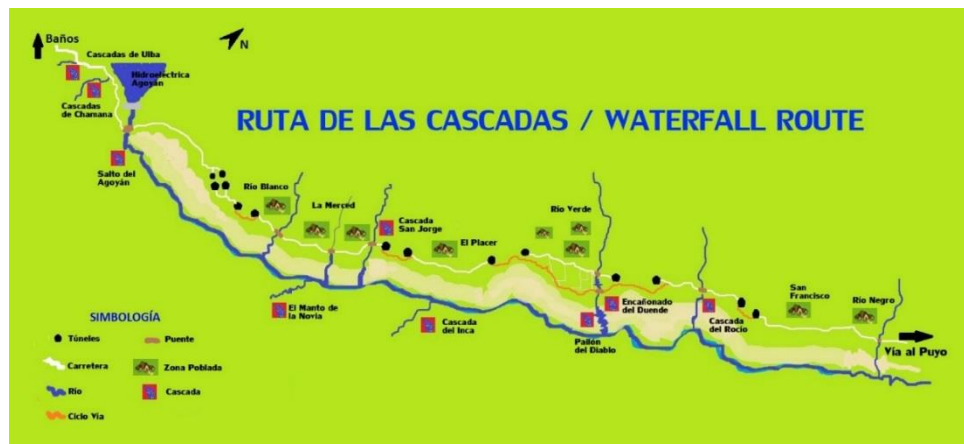 Baños
Cascadas de Ulba
N
Hidroeléctrica
Agoyán
Cascadas
de Chamana
RUTA DE LAS CASCADAS / WATERFALL ROUTE
Salto del
Agoyán
Río Blanco
La Merced
Cascada
San Jorge
El Placer
Río Verde
El Manto de
la Novia
Cascada
del Inca
Encañonado
del Duende
Pailón
del Diablo
Cascada
del Rocío
San
Francisco
Río Negro
Vía al Puyo
SIMBOLOGÍA
Túneles
Puente
Carretera
Zona Poblada
Río
Cascada
Ciclo Vía